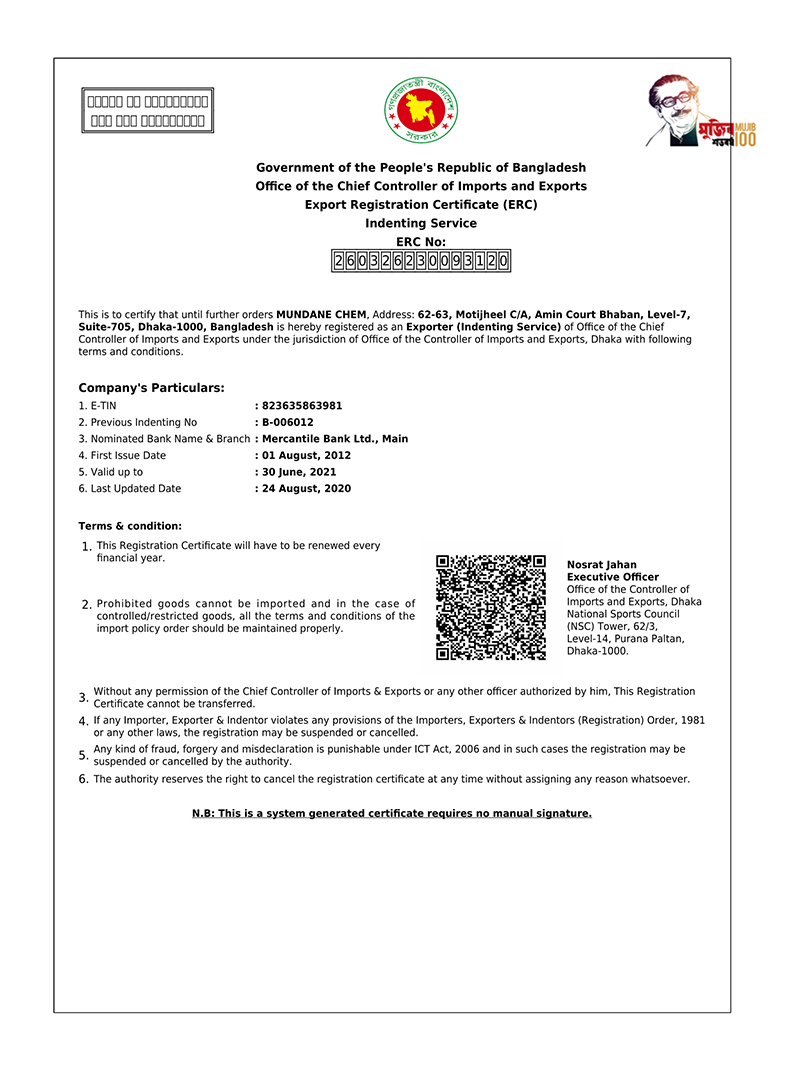 গণপ্রজাতন্ত্রী বাংলাদেশ
সরকার
মুজিব MUJIB
শতবর্ষ 100
Government of the People's Republic of Bangladesh
Office of the Chief Controller of Imports and Exports
Export Registration Certificate (ERC)
Indenting Service
ERC No:
260326230093120
This is to certify that until further orders MUNDANE CHEM, Address: 62-63, Motijheel C/A, Amin Court Bhaban, Level-7,
Suite-705, Dhaka-1000, Bangladesh is hereby registered as an Exporter (Indenting Service) of Office of the Chief
Controller of Imports and Exports under the jurisdiction of Office of the Controller of Imports and Exports, Dhaka with following
terms and conditions.
Company's Particulars:
1. E-TIN : 823635863981
2. Previous Indenting No : B-006012
3. Nominated Bank Name & Branch : Mercantile Bank Ltd., Main
4. First Issue Date : 01 August, 2012
5. Valid up to : 30 June, 2021
6. Last Updated Date : 24 August, 2020
Terms & condition:
1. This Registration Certificate will have to be renewed every
financial year.
2. Prohibited goods cannot be imported and in the case of
controlled/restricted goods, all the terms and conditions of the
import policy order should be maintained properly.
Nosrat Jahan
Executive Officer
Office of the Controller of
Imports and Exports, Dhaka
National Sports Council
(NSC) Tower, 62/3,
Level-14, Purana Paltan,
Dhaka-1000.
3. Without any permission of the Chief Controller of Imports & Exports or any other officer authorized by him, This Registration
Certificate cannot be transferred.
4. If any Importer, Exporter & Indentor violates any provisions of the Importers, Exporters & Indentors (Registration) Order, 1981
or any other laws, the registration may be suspended or cancelled.
5. Any kind of fraud, forgery and misdeclaration is punishable under ICT Act, 2006 and in such cases the registration may be
suspended or cancelled by the authority.
6. The authority reserves the right to cancel the registration certificate at any time without assigning any reason whatsoever.
N.B: This is a system generated certificate requires no manual signature.